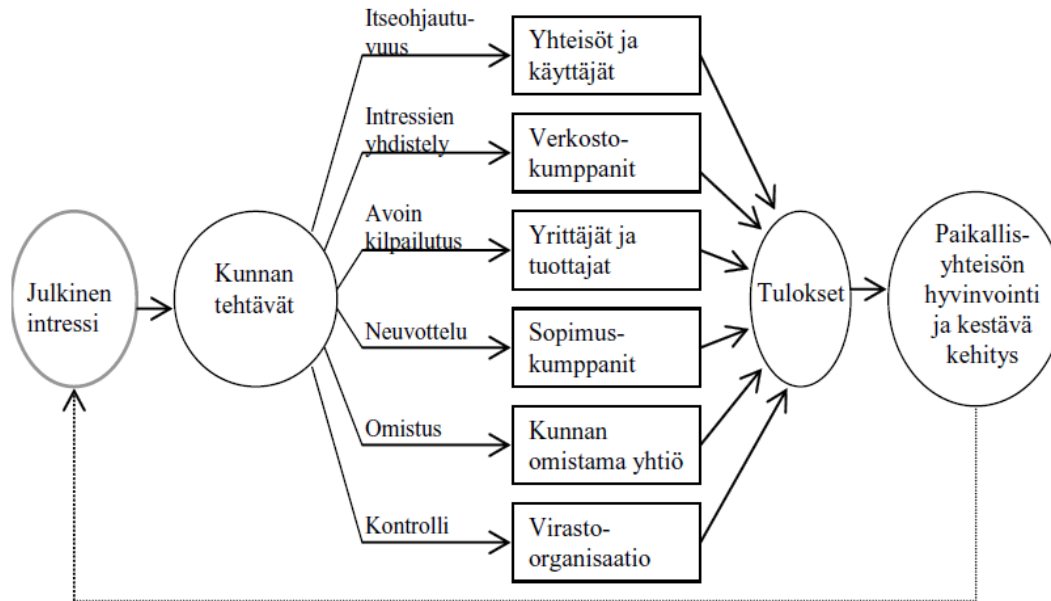 Julkinen
intressi
Kunnan
tehtävät
Itseohjautu-
vuus
Yhteisöt ja
käyttäjät
Intressien
yhdistely
Verkosto-
kumppanit
Avoin
kilpailutus
Yrittäjät ja
tuottajat
Neuvottelu
Sopimus-
kumppanit
Omistus
Kunnan
omistama yhtiö
Kontrolli
Virasto-
organisaatio
Tulokset
Paikallis-
yhteisön
hyvinvointi
ja kestävä
kehitys